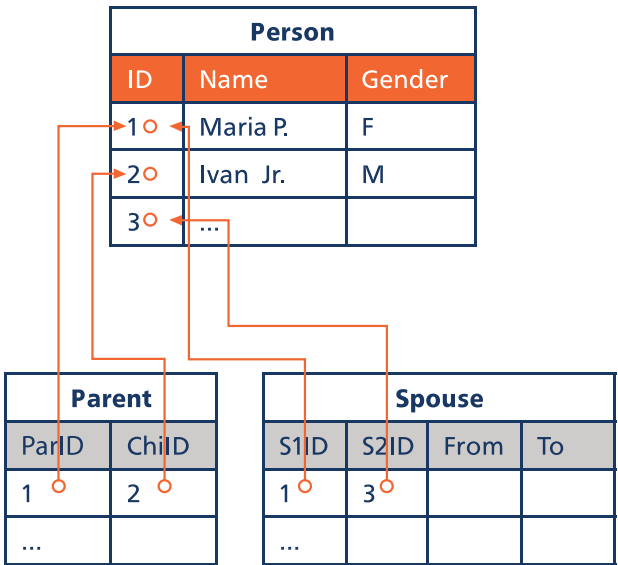 Person
ID Name Gender
1 Maria P. F
2 Ivan Jr. M
3 ...
Parent
ParID ChiID
1 2
...
Spouse
S1ID S2ID From To
1 3
...